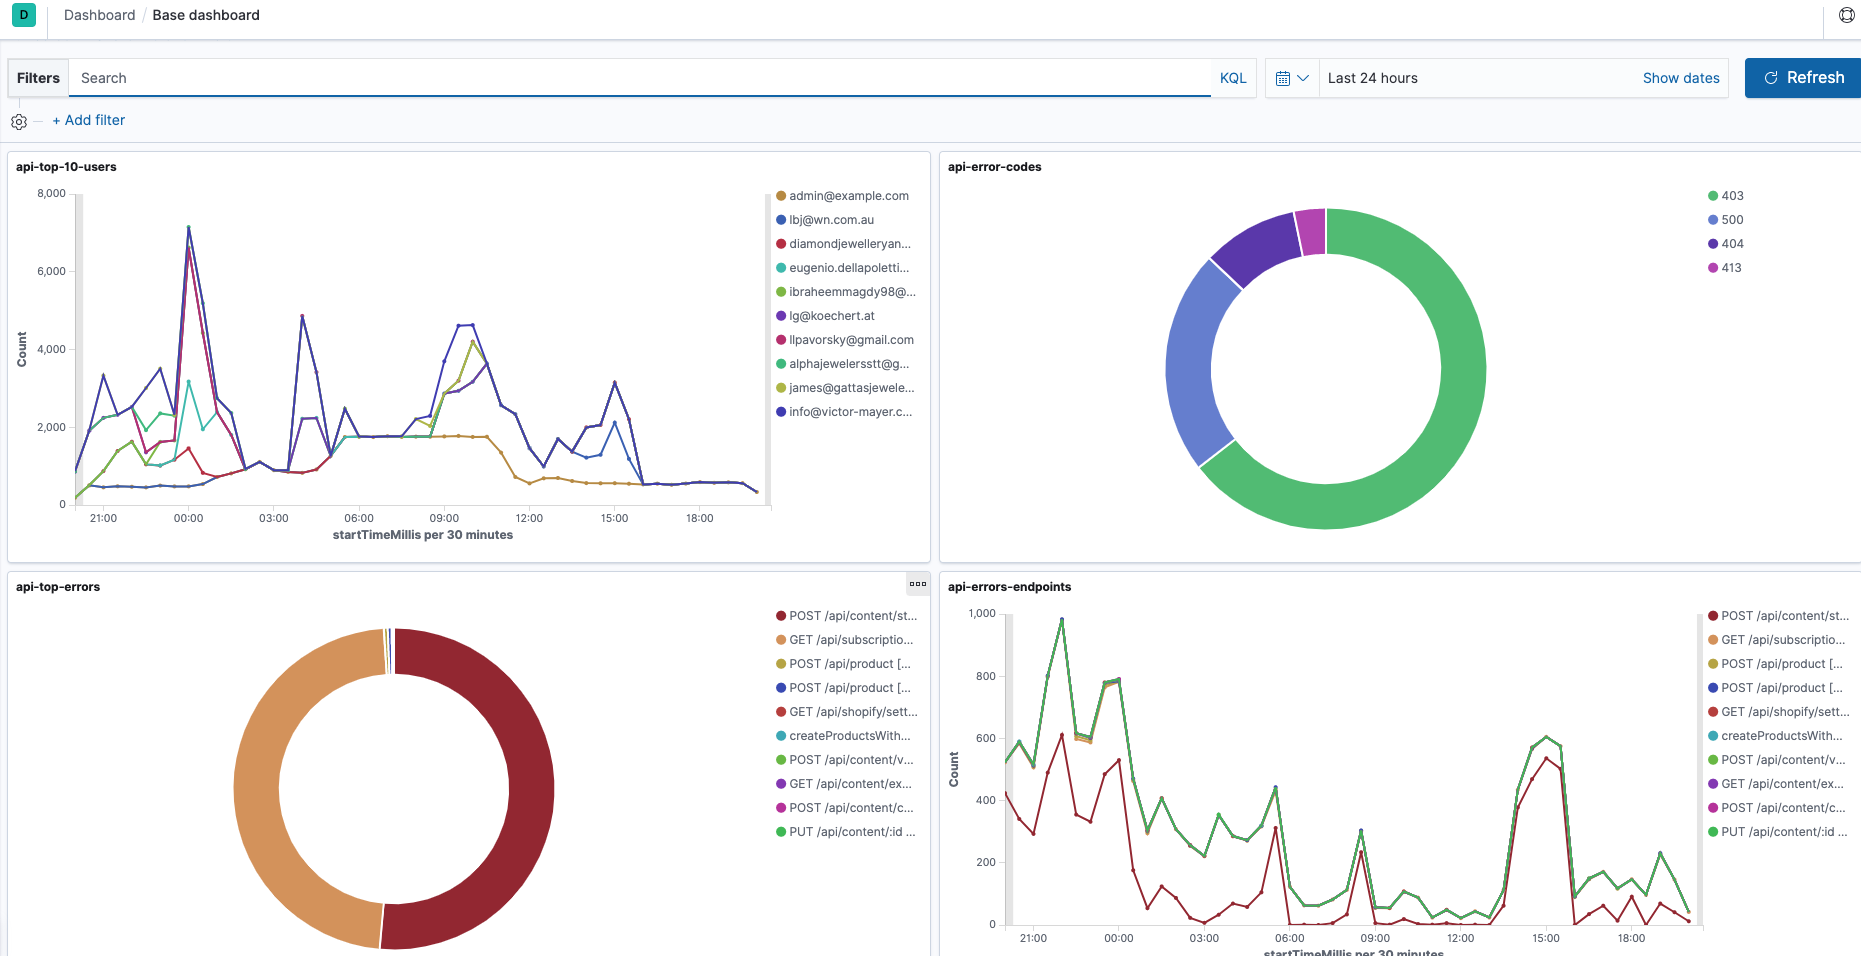 D
Dashboard / Base dashboard
Filters Search KQL Last 24 hours Show dates Refresh
+ Add filter
api-top-10-users
8,000
6,000
4,000
2,000
0
Count
21:00 00:00 03:00 06:00 09:00 12:00 15:00 18:00
startTimeMillis per 30 minutes
admin@example.com
lbj@wn.com.au
diamondjewelleryan...
eugenio.dellapoletti...
ibraheemmagdy98@...
lg@koechert.at
llpavorsky@gmail.com
alphajewelersstt@g...
james@gattasjewele...
info@victor-mayer.c...
api-error-codes
403
500
404
413
api-top-errors
POST /api/content/st...
GET /api/subscriptio...
POST /api/product [...
POST /api/product [...
GET /api/shopify/sett...
createProductsWith...
POST /api/content/v...
GET /api/content/ex...
POST /api/content/c...
PUT /api/content/:id ...
api-errors-endpoints
1,000
800
600
400
200
0
Count
21:00 00:00 03:00 06:00 09:00 12:00 15:00 18:00
startTimeMillis per 30 minutes
POST /api/content/st...
GET /api/subscriptio...
POST /api/product [...
POST /api/product [...
GET /api/shopify/sett...
createProductsWith...
POST /api/content/v...
GET /api/content/ex...
POST /api/content/c...
PUT /api/content/:id ...